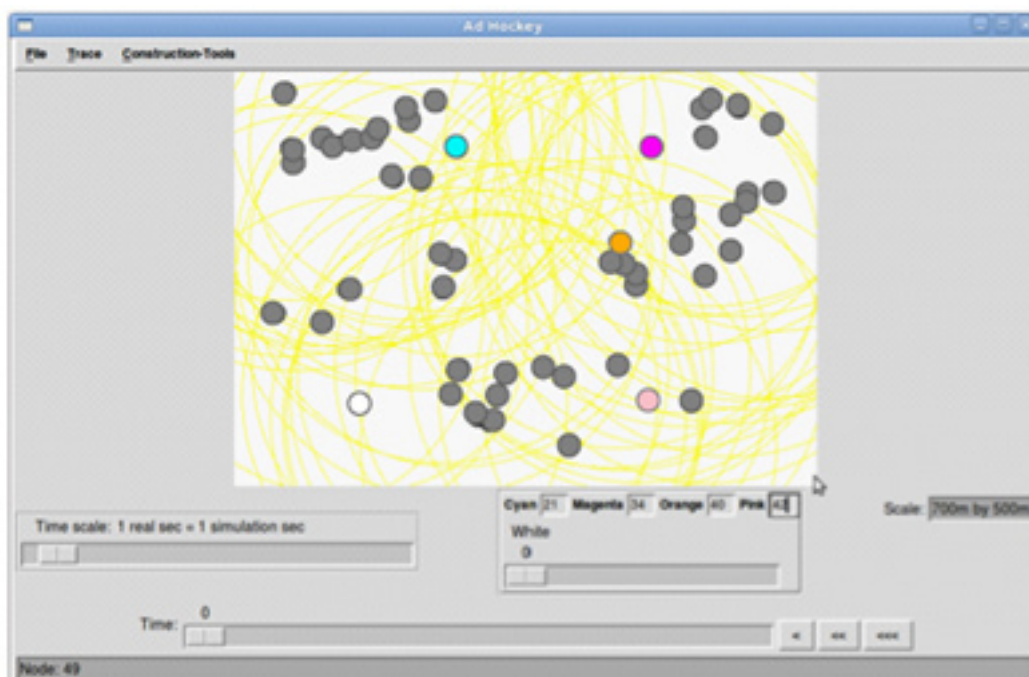 Ad Hockey
File Trace Construction-Tools
Cyan 21 Magenta 34 Orange 40 Pink 43
Scale: 700m by 500m
Time scale: 1 real sec = 1 simulation sec
White
0
0
Time:
< << <<<
Node: 49